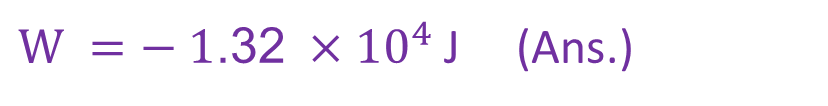 W = – 1.32 × 10⁴ J (Ans.)